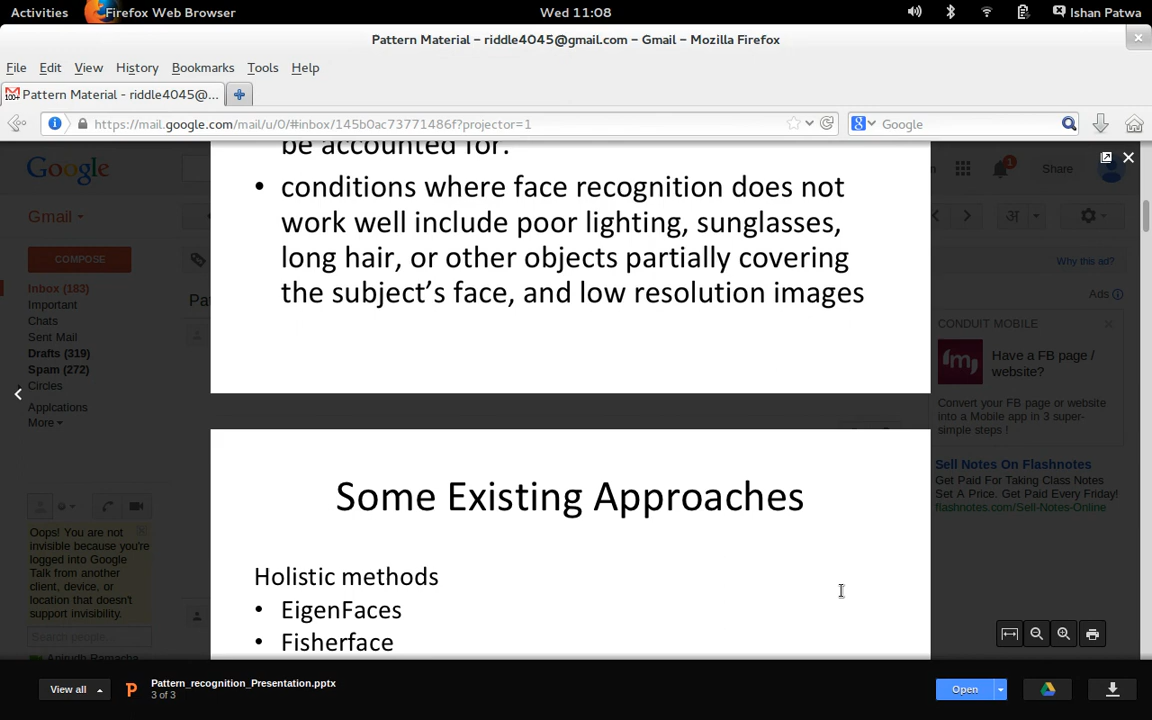 Activities Firefox Web Browser Wed 11:08 Ishan Patwa
Pattern Material – riddle4045@gmail.com – Gmail – Mozilla Firefox
File Edit View History Bookmarks Tools Help
Pattern Material - riddle4045@...
https://mail.google.com/mail/u/0/#inbox/145b0ac73771486f?projector=1 Google
be accounted for.
• conditions where face recognition does not
work well include poor lighting, sunglasses,
long hair, or other objects partially covering
the subject's face, and low resolution images
Some Existing Approaches
Holistic methods
• EigenFaces
• Fisherface
Google
Gmail
COMPOSE
Inbox (183)
Important
Chats
Sent Mail
Drafts (319)
Spam (272)
Circles
Applcations
More
Oops! You are not
invisible because you're
logged into Google
Talk from another
client, device, or
location that doesn't
support invisibility.
Search people...
Anirudh Ramacha
1 Share
अ
Why this ad?
Ads
CONDUIT MOBILE
Have a FB page /
website?
Convert your FB page or website
into a Mobile app in 3 super-
simple steps !
Sell Notes On Flashnotes
Get Paid For Taking Class Notes
Set A Price. Get Paid Every Friday!
flashnotes.com/Sell-Notes-Online
View all Pattern_recognition_Presentation.pptx
3 of 3
Open